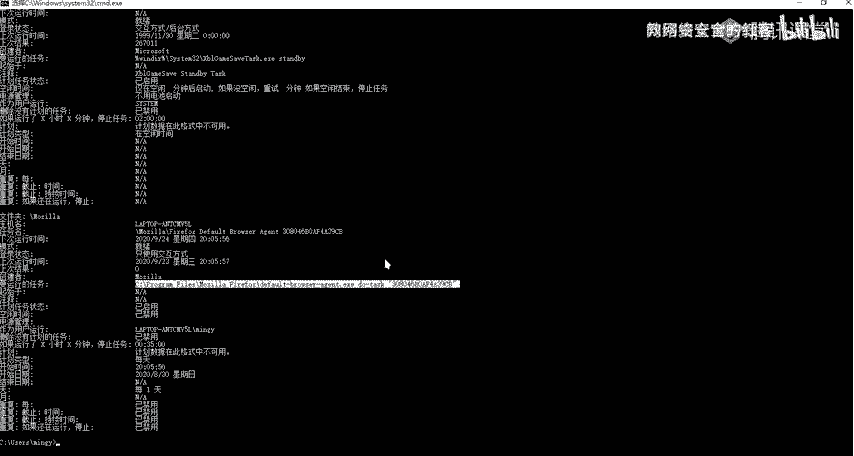 选择C:\Windows\system32\cmd.exe
下次运行时间: N/A
模式: 就绪
登录状态: 交互方式/后台方式
上次运行时间: 1999/11/30 星期二 0:00:00
上次结果: 267011
创建者: Microsoft
要运行的任务: %windir%\System32\XblGameSaveTask.exe standby
起始于: N/A
注释: XblGameSave Standby Task
计划任务状态: 已启用
空闲时间: 仅在空闲 分钟后启动, 如果没空闲, 重试 分钟 如果空闲结束, 停止任务
电源管理: 不用电池启动
作为用户运行: SYSTEM
删除没有计划的任务: 已禁用
如果运行了 X 小时 X 分钟, 停止任务: 02:00:00
计划: 计划数据在此格式中不可用。
计划类型: 在空闲时间
开始时间: N/A
开始日期: N/A
结束日期: N/A
天: N/A
月: N/A
重复: 每: N/A
重复: 截止: 时间: N/A
重复: 截止: 持续时间: N/A
重复: 如果还在运行, 停止: N/A
文件夹: \Mozilla
主机名: LAPTOP-ANTCMV5L
任务名: \Mozilla\Firefox Default Browser Agent 308046B0AF4A39CB
下次运行时间: 2020/9/24 星期四 20:05:56
模式: 就绪
登录状态: 只使用交互方式
上次运行时间: 2020/9/23 星期三 20:05:57
上次结果: 0
创建者: Mozilla
要运行的任务: C:\Program Files\Mozilla Firefox\default-browser-agent.exe do-task "308046B0AF4A39CB"
起始于: N/A
注释: N/A
计划任务状态: 已启用
空闲时间: 已禁用
电源管理:
作为用户运行: LAPTOP-ANTCMV5L\mingy
删除没有计划的任务: 已禁用
如果运行了 X 小时 X 分钟, 停止任务: 00:35:00
计划: 计划数据在此格式中不可用。
计划类型: 每天
开始时间: 20:05:56
开始日期: 2020/8/30 星期日
结束日期: N/A
天: 每 1 天
月: N/A
重复: 每: 已禁用
重复: 截止: 时间: 已禁用
重复: 截止: 持续时间: 已禁用
重复: 如果还在运行, 停止: 已禁用
C:\Users\mingy>
bilibili